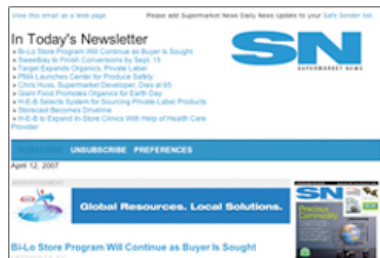 View this email as a Web page
Please add Supermarket News Daily News Update to your Safe Sender list.
In Today's Newsletter
SN
SUPERMARKET NEWS
» Bi-Lo Store Program Will Continue as Buyer Is Sought
» Sweetbay to Finish Conversions by Sept. 15
» Target Expands Organics, Private Label
» PMA Launches Center for Produce Safety
» Chris Huss, Supermarket Developer, Dies at 65
» Giant Food Promotes Organics for Earth Day
» H-E-B Selects System for Sourcing Private-Label Products
» Storecast Becomes Driveline
» H-E-B to Expand In-Store Clinics With Help of Health Care
Provider
SUBSCRIBE UNSUBSCRIBE PREFERENCES
April 12, 2007
ADVERTISEMENT
Global Resources. Local Solutions.
SN
Precious
Commodity
Bi-Lo Store Program Will Continue as Buyer Is Sought